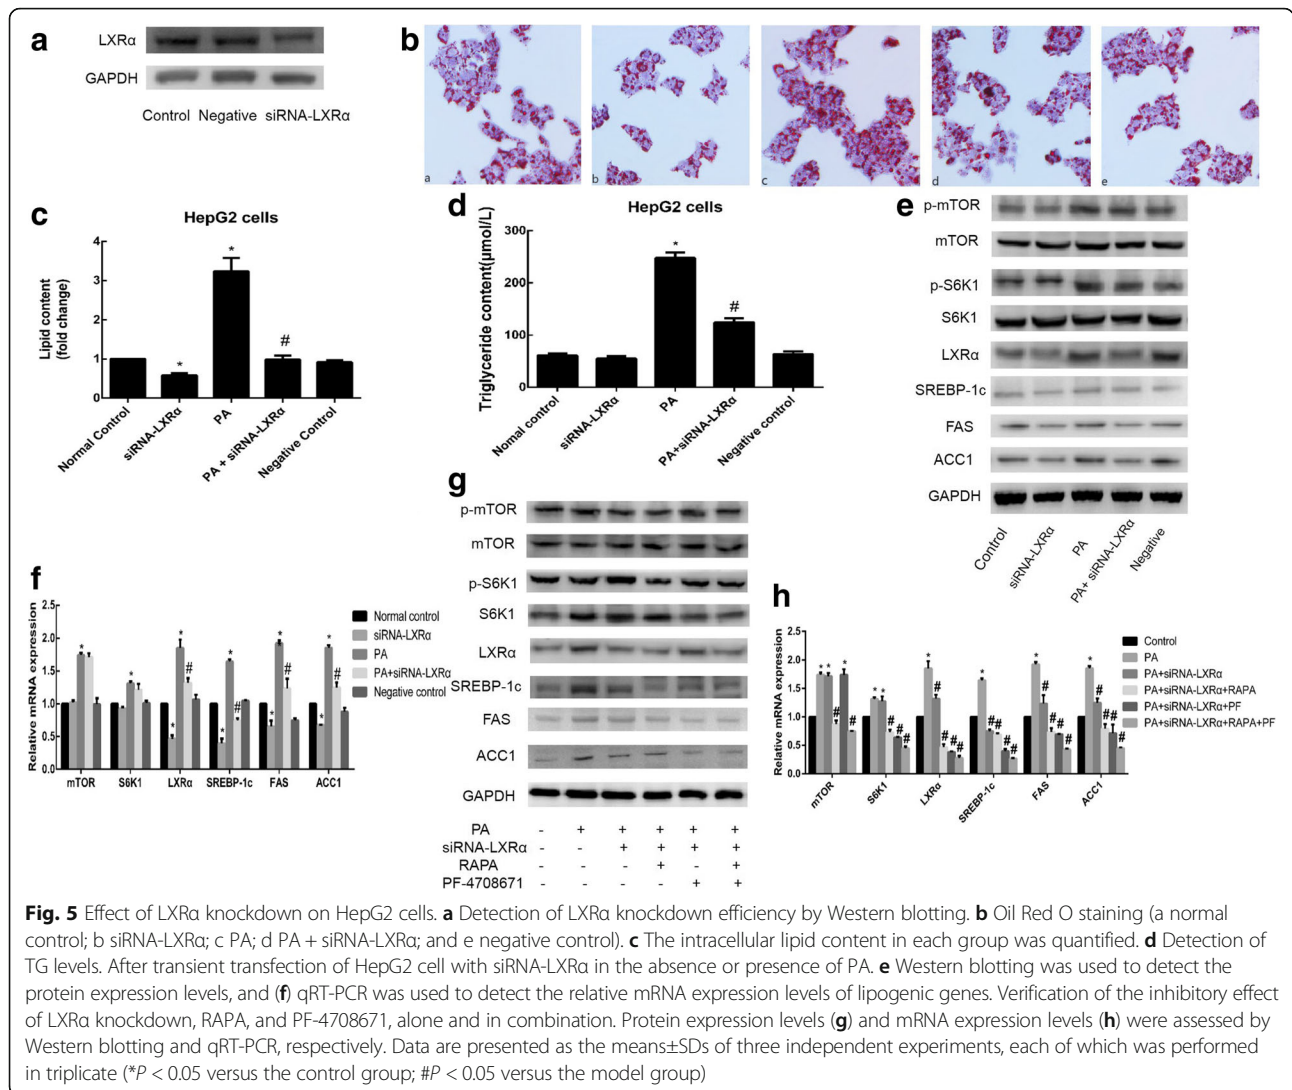 a
LXRα
GAPDH
Control Negative siRNA-LXRα
b
a
b
c
d
e
c
HepG2 cells
Lipid content
(fold change)
4
3
2
1
0
*
*
#
Normal Control
siRNA-LXRα
PA
PA + siRNA-LXRα
Negative Control
d
HepG2 cells
Triglyceride content(μmol/L)
300
200
100
0
*
#
Normal control
siRNA-LXRα
PA
PA+siRNA-LXRα
Negative control
e
p-mTOR
mTOR
p-S6K1
S6K1
LXRα
SREBP-1c
FAS
ACC1
GAPDH
Control
siRNA-LXRα
PA
PA+ siRNA-LXRα
Negative
f
Relative mRNA expression
2.5
2.0
1.5
1.0
0.5
0.0
* * * * # * * # * * # * * #
mTOR S6K1 LXRα SREBP-1c FAS ACC1
Normal control
siRNA-LXRα
PA
PA+siRNA-LXRα
Negative control
g
p-mTOR
mTOR
p-S6K1
S6K1
LXRα
SREBP-1c
FAS
ACC1
GAPDH
PA - + + + + +
siRNA-LXRα - - + + + +
RAPA - - - + - +
PF-4708671 - - - - + +
h
Relative mRNA expression
2.5
2.0
1.5
1.0
0.5
0.0
* * # * # * * # # # * # # # # * # # # # * # # # # * # # # #
mTOR
S6K1
LXRα
SREBP-1c
FAS
ACC1
Control
PA
PA+siRNA-LXRα
PA+siRNA-LXRα+RAPA
PA+siRNA-LXRα+PF
PA+siRNA-LXRα+RAPA+PF
Fig. 5 Effect of LXRα knockdown on HepG2 cells. a Detection of LXRα knockdown efficiency by Western blotting. b Oil Red O staining (a normal
control; b siRNA-LXRα; c PA; d PA + siRNA-LXRα; and e negative control). c The intracellular lipid content in each group was quantified. d Detection of
TG levels. After transient transfection of HepG2 cell with siRNA-LXRα in the absence or presence of PA. e Western blotting was used to detect the
protein expression levels, and (f) qRT-PCR was used to detect the relative mRNA expression levels of lipogenic genes. Verification of the inhibitory effect
of LXRα knockdown, RAPA, and PF-4708671, alone and in combination. Protein expression levels (g) and mRNA expression levels (h) were assessed by
Western blotting and qRT-PCR, respectively. Data are presented as the means±SDs of three independent experiments, each of which was performed
in triplicate (*P < 0.05 versus the control group; #P < 0.05 versus the model group)